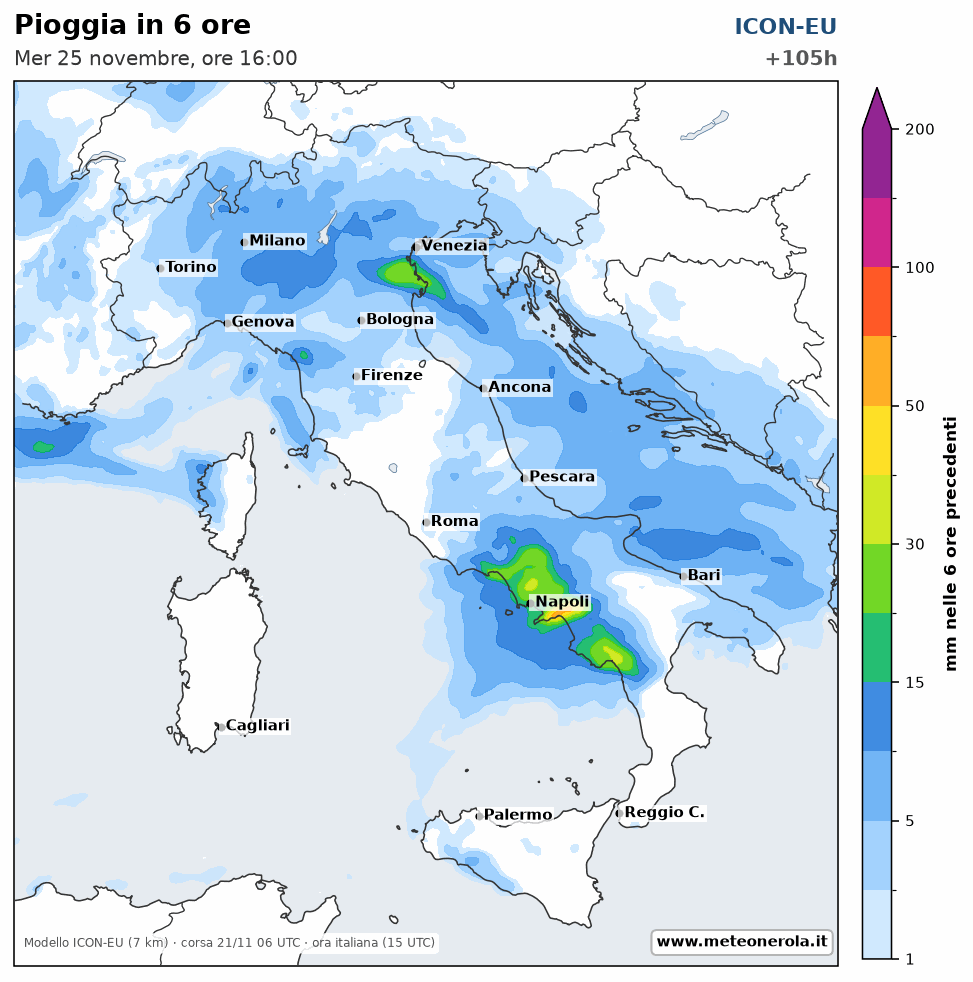 Pioggia in 6 ore
ICON-EU
Mer 25 novembre, ore 16:00
+105h
200
Milano
Venezia
Torino
100
Genova
Bologna
Firenze
Ancona
50
Pescara
Roma
30
Bari
Napoli
15
Cagliari
Palermo
Reggio C.
5
1
mm nelle 6 ore precedenti
Modello ICON-EU (7 km) · corsa 21/11 06 UTC · ora italiana (15 UTC)
www.meteonerola.it